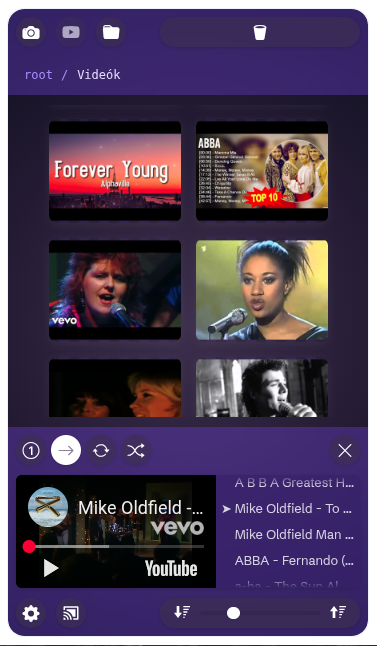 root / Videók
Forever Young
Alphaville
ABBA
TOP 10
vevo
1
Mike Oldfield -...
vevo
YouTube
A B B A Greatest H...
➤ Mike Oldfield - To ...
Mike Oldfield Man ...
ABBA - Fernando (...
a-ha - The Sun Al...